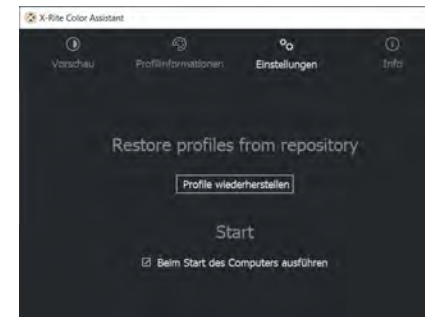 X-Rite Color Assistant
Vorschau Profilinformationen Einstellungen Info
Restore profiles from repository
Profile wiederherstellen
Start
Beim Start des Computers ausführen